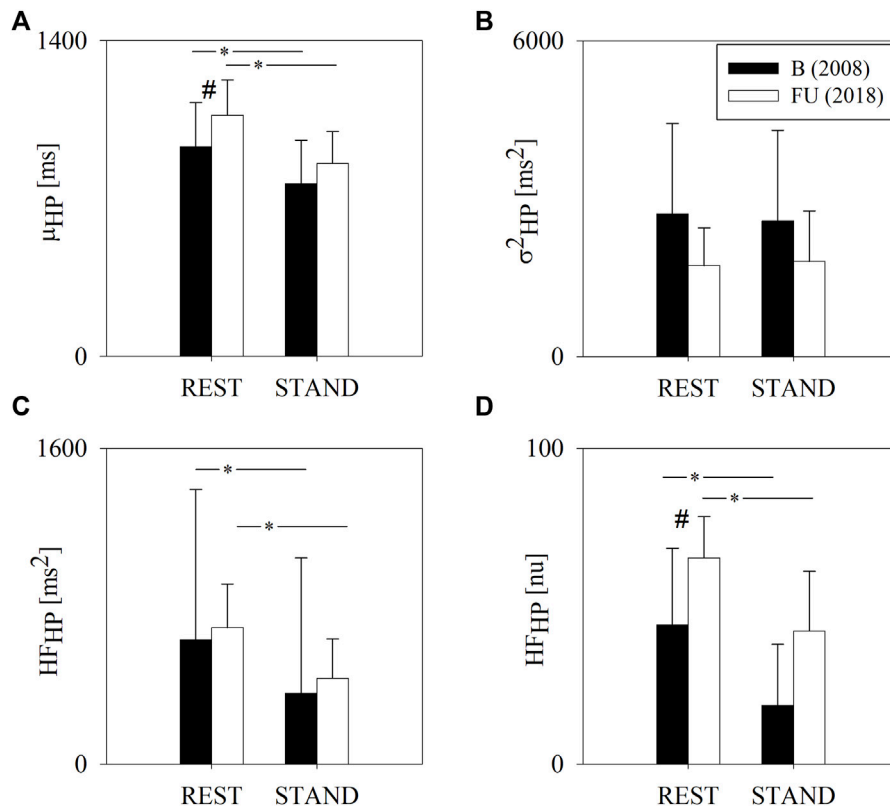 A
1400
μHP [ms]
0
*
*
#
REST STAND
B
6000
σ²HP [ms²]
0
B (2008)
FU (2018)
REST STAND
C
1600
HFHP [ms²]
0
*
*
REST STAND
D
100
HFHP [nu]
0
*
*
#
REST STAND